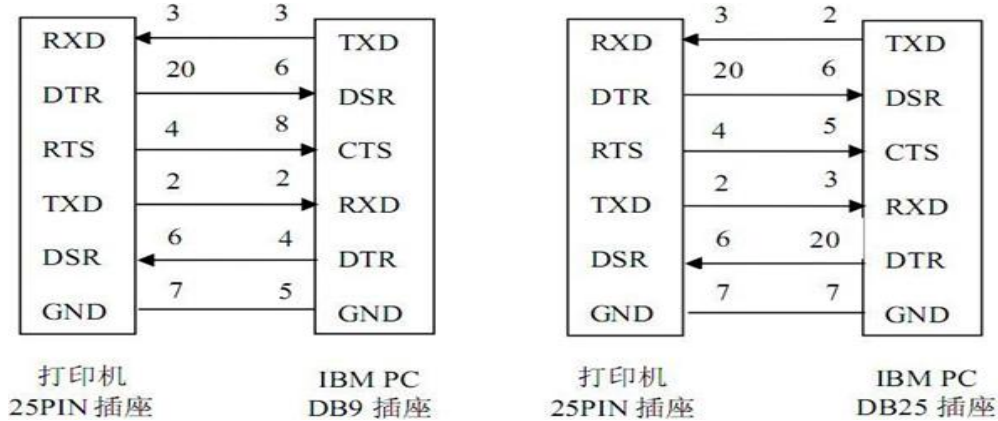 3 3
RXD TXD
20 6
DTR DSR
4 8
RTS CTS
2 2
TXD RXD
6 4
DSR DTR
7 5
GND GND
打印机 IBM PC
25PIN 插座 DB9 插座
3 2
RXD TXD
20 6
DTR DSR
4 5
RTS CTS
2 3
TXD RXD
6 20
DSR DTR
7 7
GND GND
打印机 IBM PC
25PIN 插座 DB25 插座